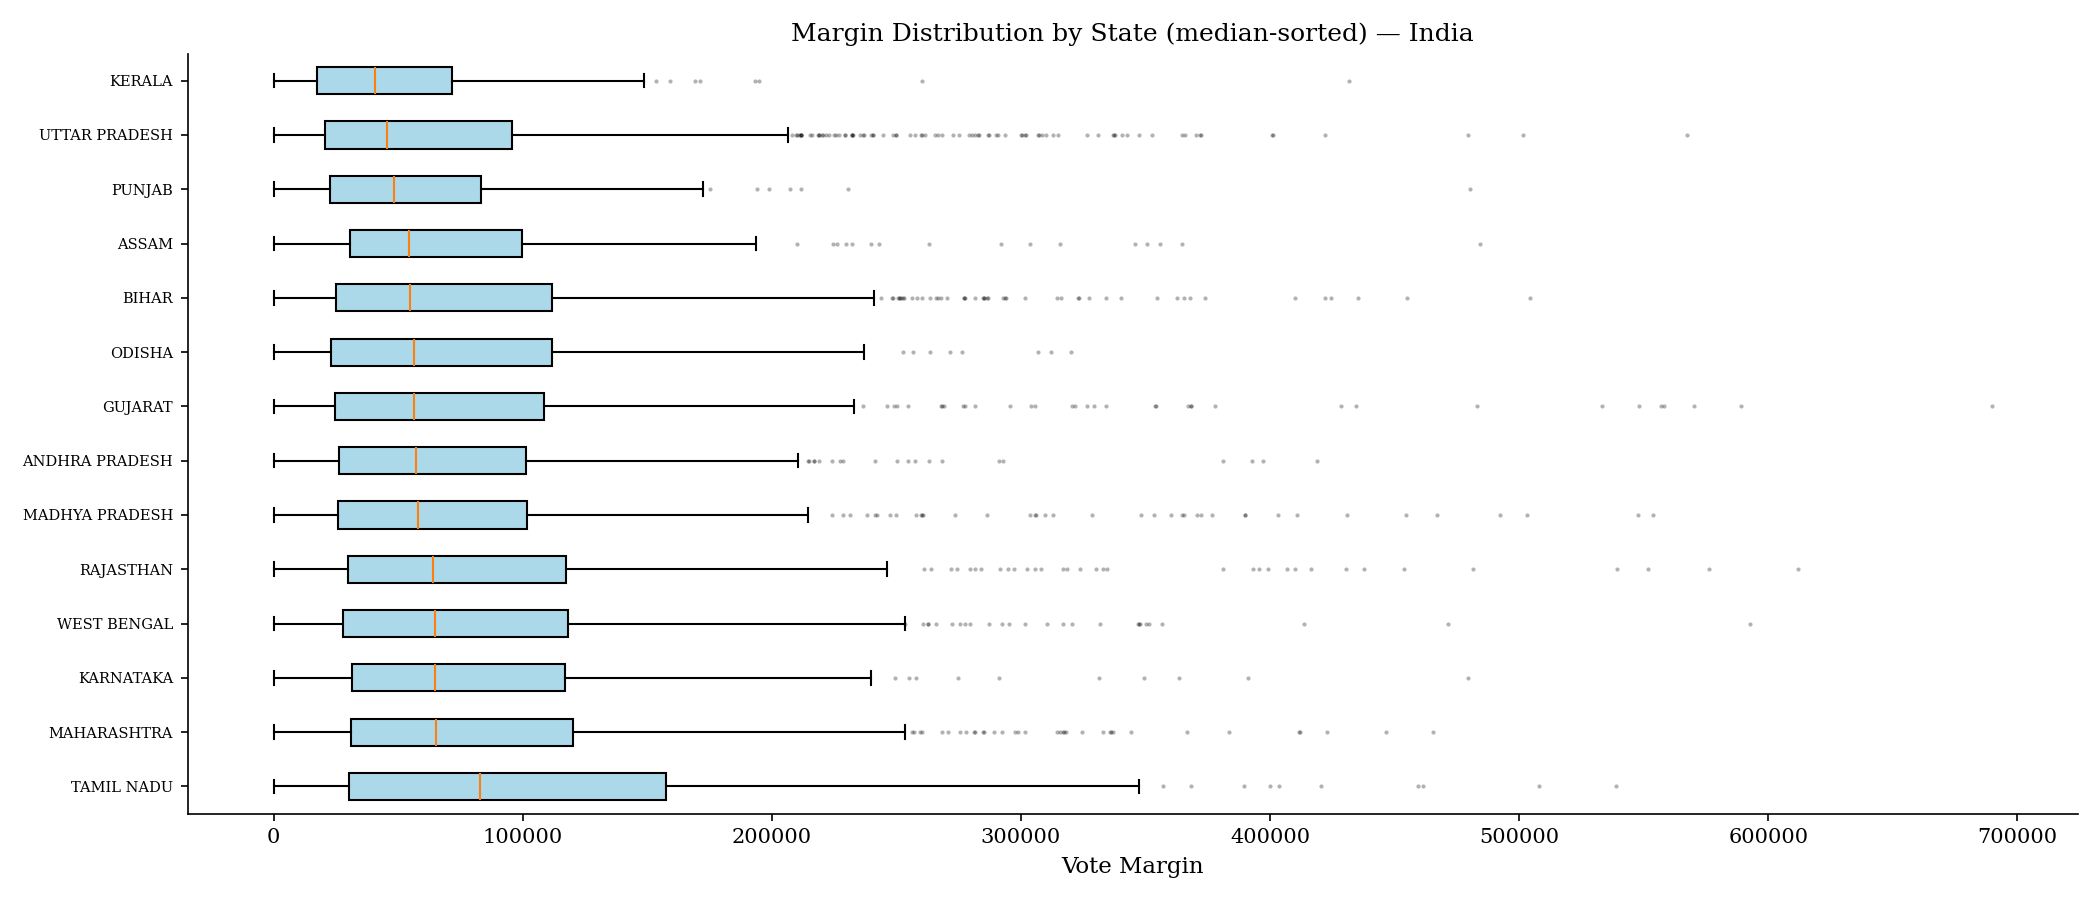 Margin Distribution by State (median-sorted) — India
KERALA
UTTAR PRADESH
PUNJAB
ASSAM
BIHAR
ODISHA
GUJARAT
ANDHRA PRADESH
MADHYA PRADESH
RAJASTHAN
WEST BENGAL
KARNATAKA
MAHARASHTRA
TAMIL NADU
0 100000 200000 300000 400000 500000 600000 700000
Vote Margin